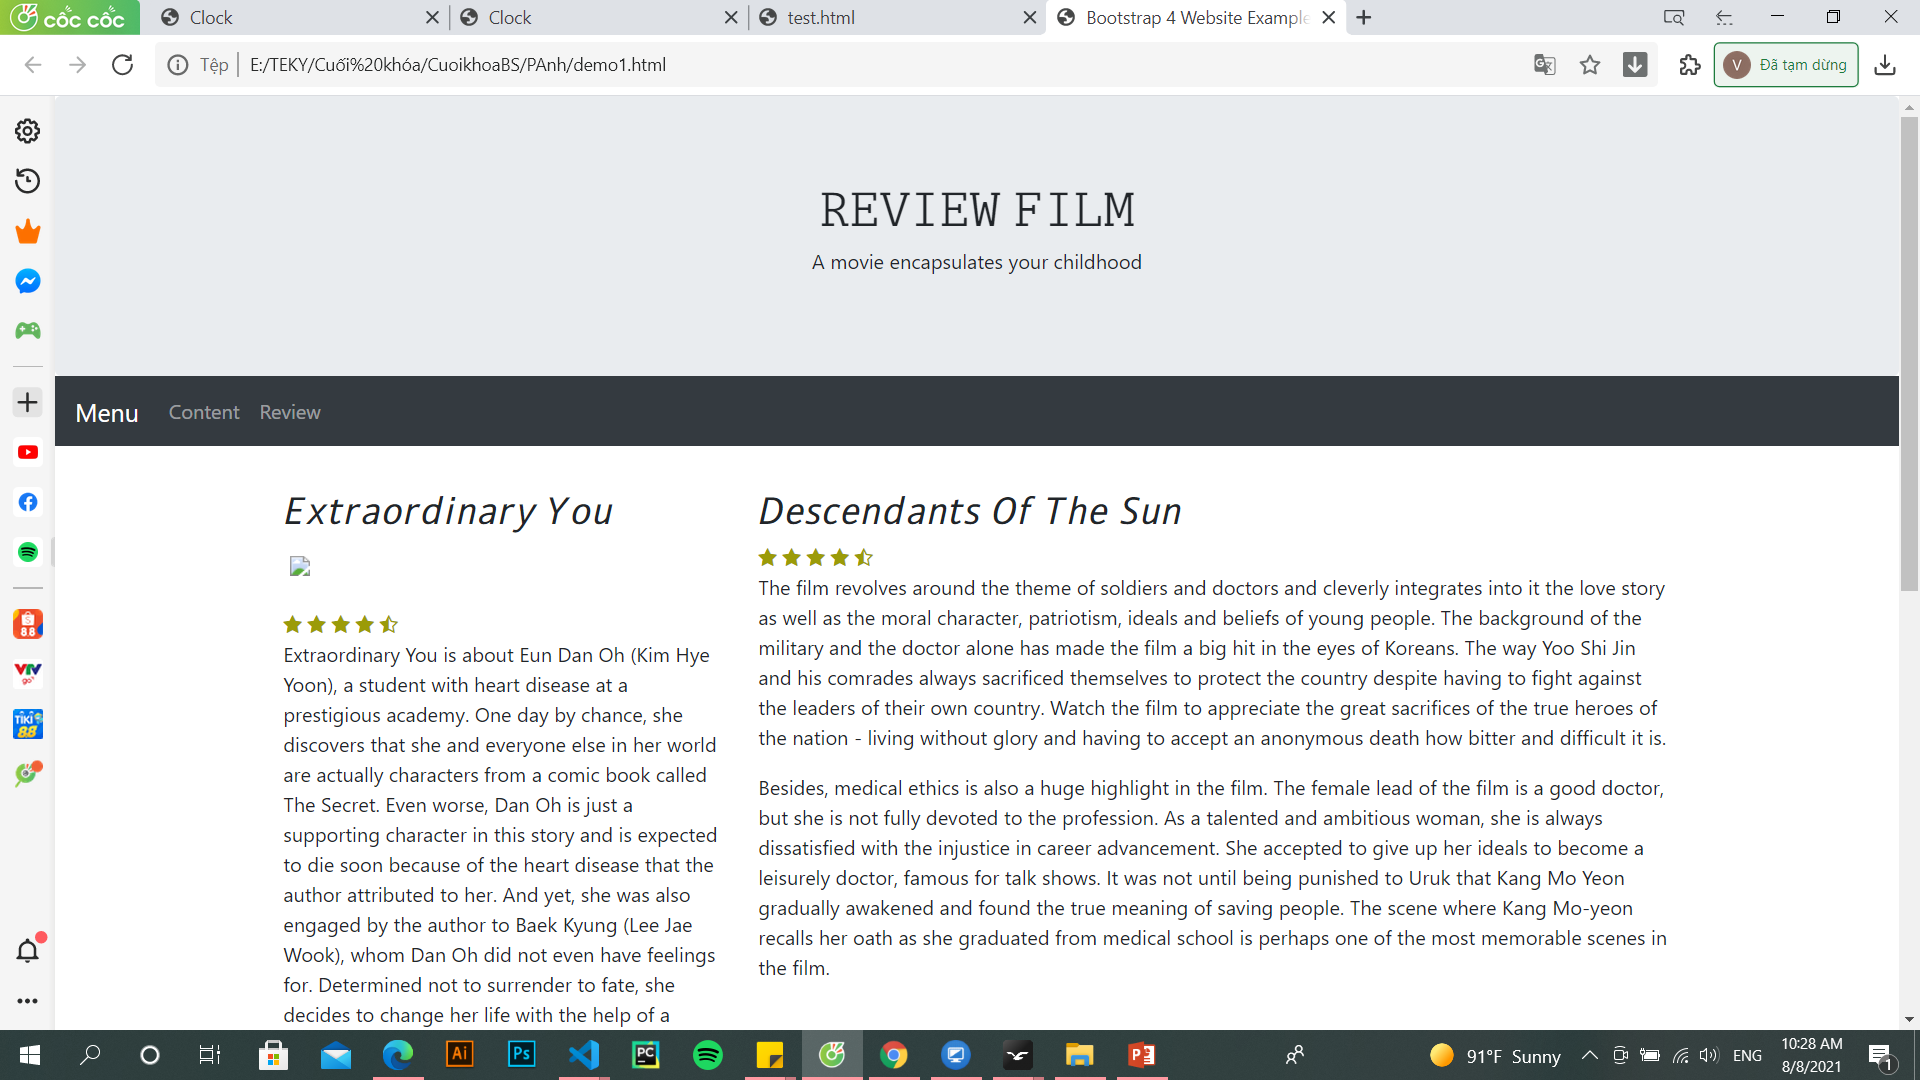 cốc cốc
Clock
Clock
test.html
Bootstrap 4 Website Example
Tệp
E:/TEKY/Cuối%20khóa/CuoikhoaBS/PAnh/demo1.html
V
Đã tạm dừng
REVIEW FILM
A movie encapsulates your childhood
Menu
Content
Review
Extraordinary You
Extraordinary You is about Eun Dan Oh (Kim Hye
Yoon), a student with heart disease at a
prestigious academy. One day by chance, she
discovers that she and everyone else in her world
are actually characters from a comic book called
The Secret. Even worse, Dan Oh is just a
supporting character in this story and is expected
to die soon because of the heart disease that the
author attributed to her. And yet, she was also
engaged by the author to Baek Kyung (Lee Jae
Wook), whom Dan Oh did not even have feelings
for. Determined not to surrender to fate, she
decides to change her life with the help of a
Descendants Of The Sun
The film revolves around the theme of soldiers and doctors and cleverly integrates into it the love story
as well as the moral character, patriotism, ideals and beliefs of young people. The background of the
military and the doctor alone has made the film a big hit in the eyes of Koreans. The way Yoo Shi Jin
and his comrades always sacrificed themselves to protect the country despite having to fight against
the leaders of their own country. Watch the film to appreciate the great sacrifices of the true heroes of
the nation - living without glory and having to accept an anonymous death how bitter and difficult it is.
Besides, medical ethics is also a huge highlight in the film. The female lead of the film is a good doctor,
but she is not fully devoted to the profession. As a talented and ambitious woman, she is always
dissatisfied with the injustice in career advancement. She accepted to give up her ideals to become a
leisurely doctor, famous for talk shows. It was not until being punished to Uruk that Kang Mo Yeon
gradually awakened and found the true meaning of saving people. The scene where Kang Mo-yeon
recalls her oath as she graduated from medical school is perhaps one of the most memorable scenes in
the film.
88
VTV
go
TIKI
88
Ai
Ps
PC
P
91°F Sunny
ENG
10:28 AM
8/8/2021
1